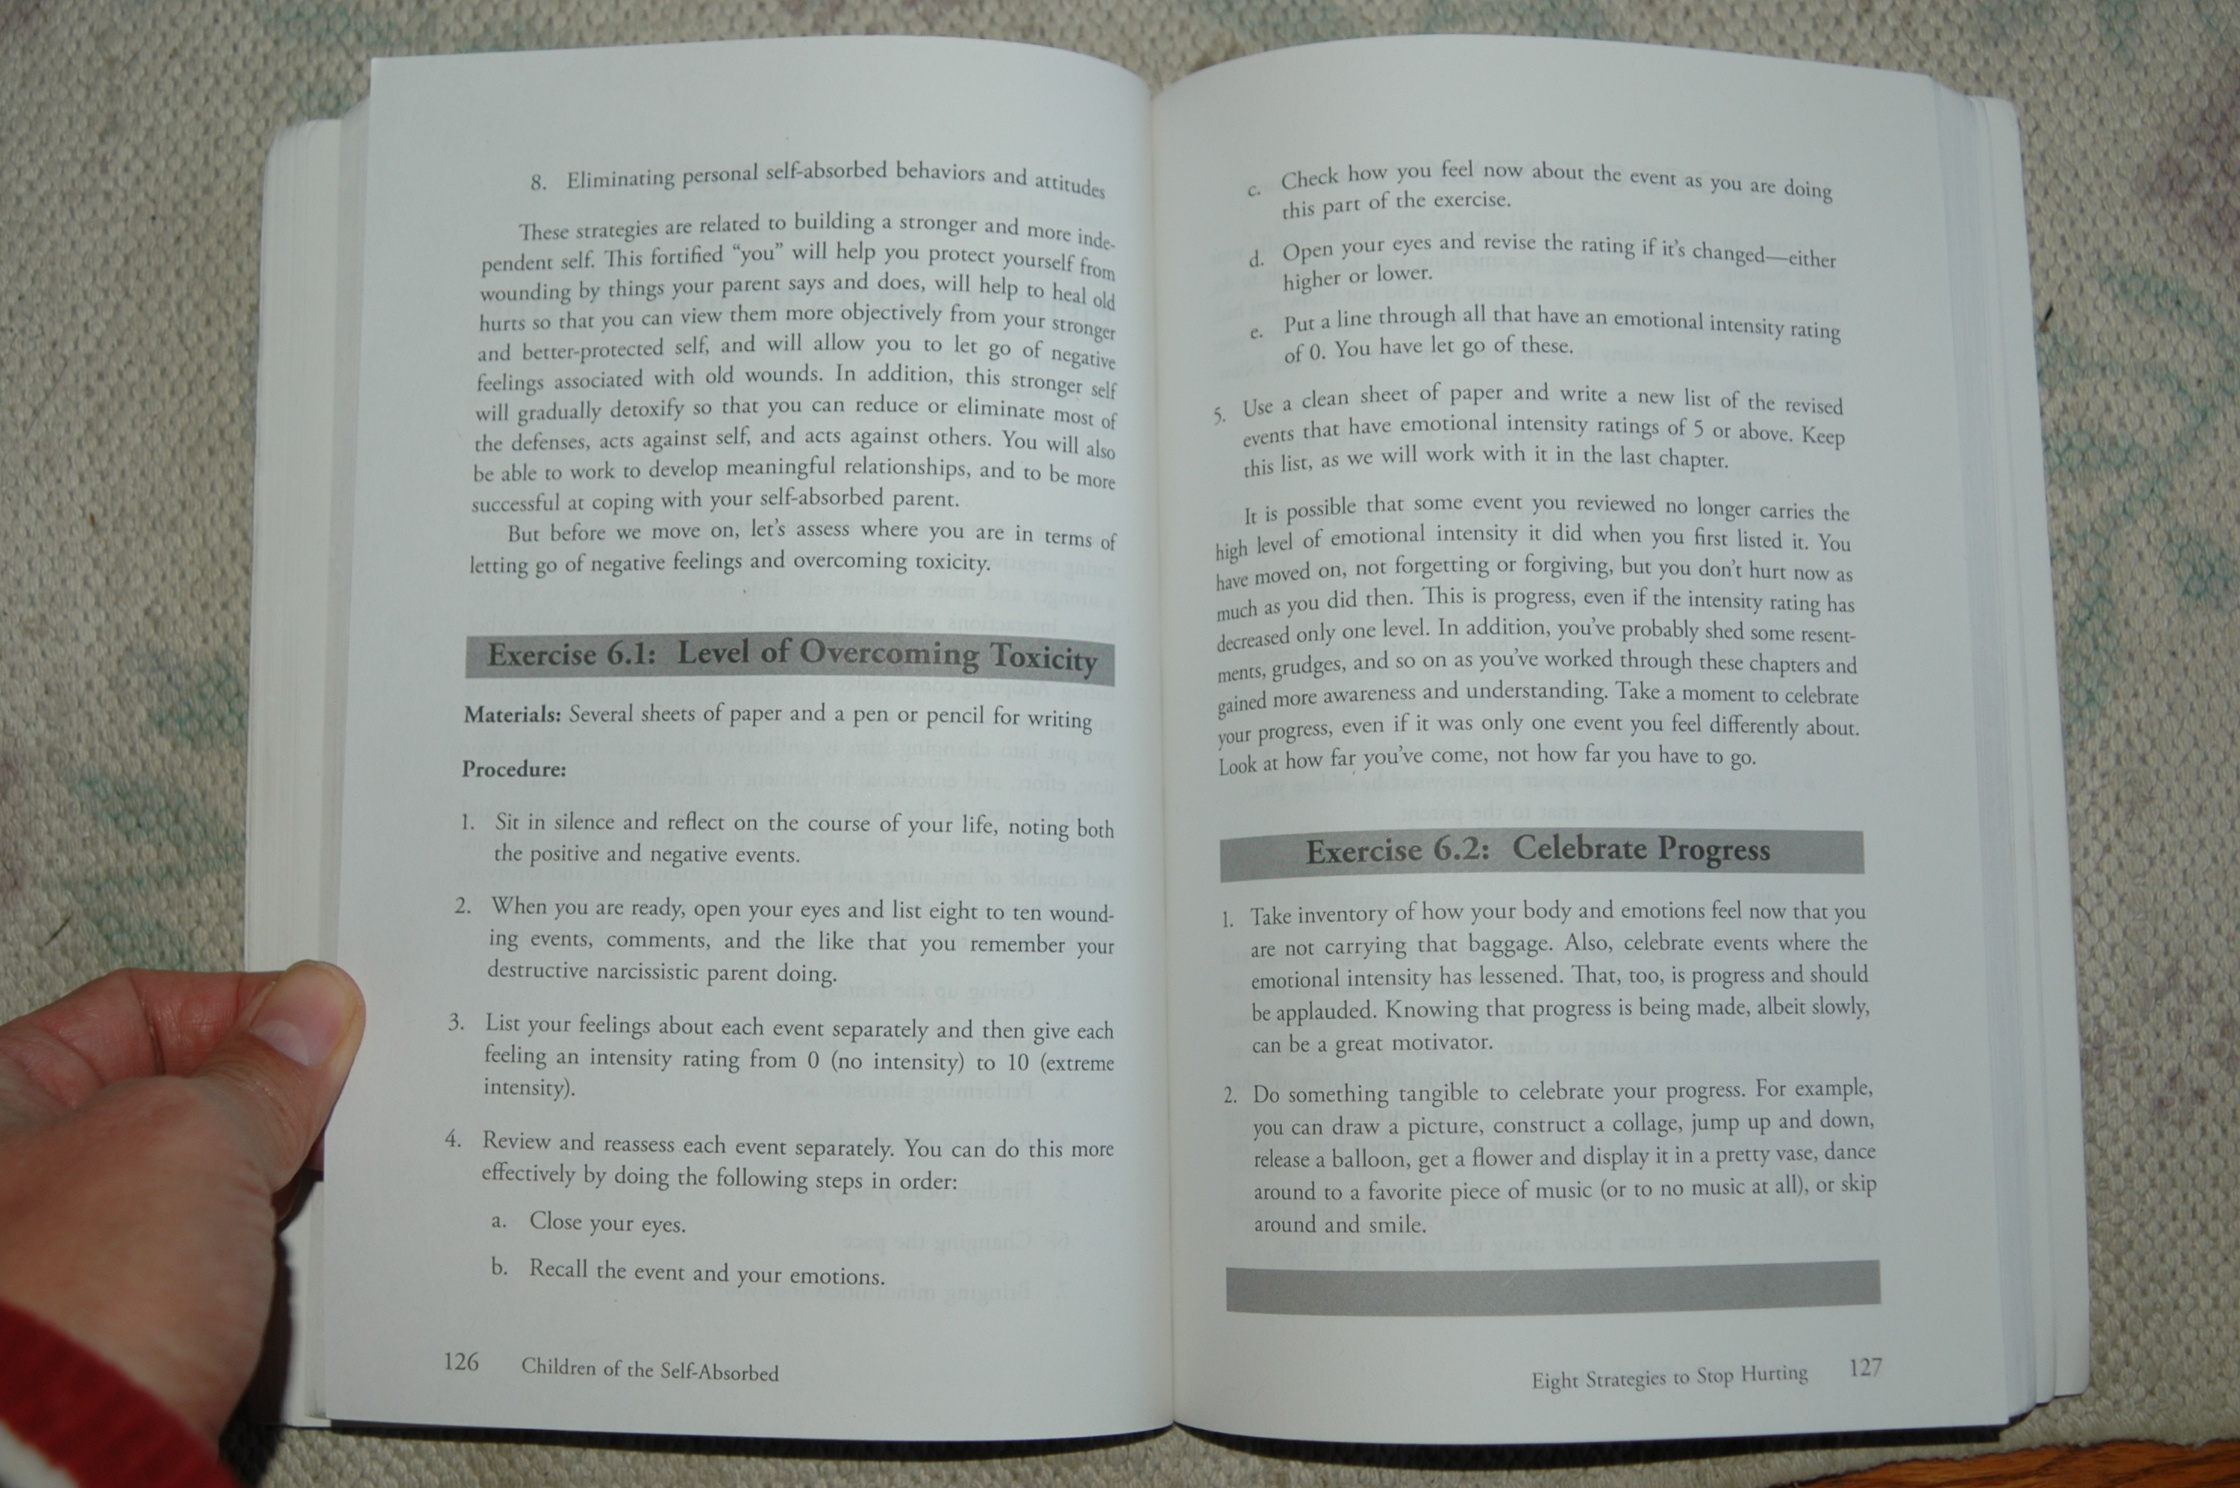 8. Eliminating personal self-absorbed behaviors and attitudes
These strategies are related to building a stronger and more inde-
pendent self. This fortified “you” will help you protect yourself from
wounding by things your parent says and does, will help to heal old
hurts so that you can view them more objectively from your stronger
and better-protected self, and will allow you to let go of negative
feelings associated with old wounds. In addition, this stronger self
will gradually detoxify so that you can reduce or eliminate most of
the defenses, acts against self, and acts against others. You will also
be able to work to develop meaningful relationships, and to be more
successful at coping with your self-absorbed parent.
But before we move on, let’s assess where you are in terms of
letting go of negative feelings and overcoming toxicity.
Exercise 6.1: Level of Overcoming Toxicity
Materials: Several sheets of paper and a pen or pencil for writing
Procedure:
1. Sit in silence and reflect on the course of your life, noting both
the positive and negative events.
2. When you are ready, open your eyes and list eight to ten wound-
ing events, comments, and the like that you remember your
destructive narcissistic parent doing.
3. List your feelings about each event separately and then give each
feeling an intensity rating from 0 (no intensity) to 10 (extreme
intensity).
4. Review and reassess each event separately. You can do this more
effectively by doing the following steps in order:
a. Close your eyes.
b. Recall the event and your emotions.
126 Children of the Self-Absorbed
c. Check how you feel now about the event as you are doing
this part of the exercise.
d. Open your eyes and revise the rating if it’s changed—either
higher or lower.
e. Put a line through all that have an emotional intensity rating
of 0. You have let go of these.
5. Use a clean sheet of paper and write a new list of the revised
events that have emotional intensity ratings of 5 or above. Keep
this list, as we will work with it in the last chapter.
It is possible that some event you reviewed no longer carries the
high level of emotional intensity it did when you first listed it. You
have moved on, not forgetting or forgiving, but you don’t hurt now as
much as you did then. This is progress, even if the intensity rating has
decreased only one level. In addition, you’ve probably shed some resent-
ments, grudges, and so on as you’ve worked through these chapters and
gained more awareness and understanding. Take a moment to celebrate
your progress, even if it was only one event you feel differently about.
Look at how far you’ve come, not how far you have to go.
Exercise 6.2: Celebrate Progress
1. Take inventory of how your body and emotions feel now that you
are not carrying that baggage. Also, celebrate events where the
emotional intensity has lessened. That, too, is progress and should
be applauded. Knowing that progress is being made, albeit slowly,
can be a great motivator.
2. Do something tangible to celebrate your progress. For example,
you can draw a picture, construct a collage, jump up and down,
release a balloon, get a flower and display it in a pretty vase, dance
around to a favorite piece of music (or to no music at all), or skip
around and smile.
Eight Strategies to Stop Hurting 127